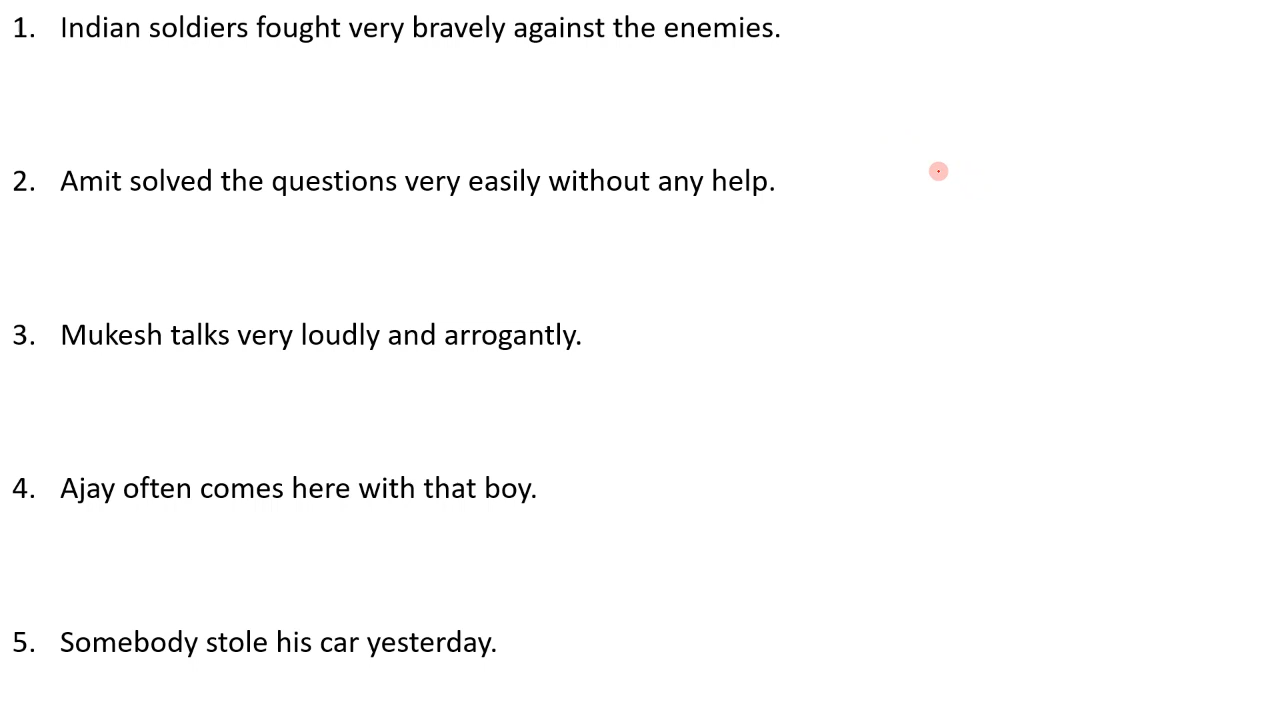 1. Indian soldiers fought very bravely against the enemies.
2. Amit solved the questions very easily without any help.
3. Mukesh talks very loudly and arrogantly.
4. Ajay often comes here with that boy.
5. Somebody stole his car yesterday.